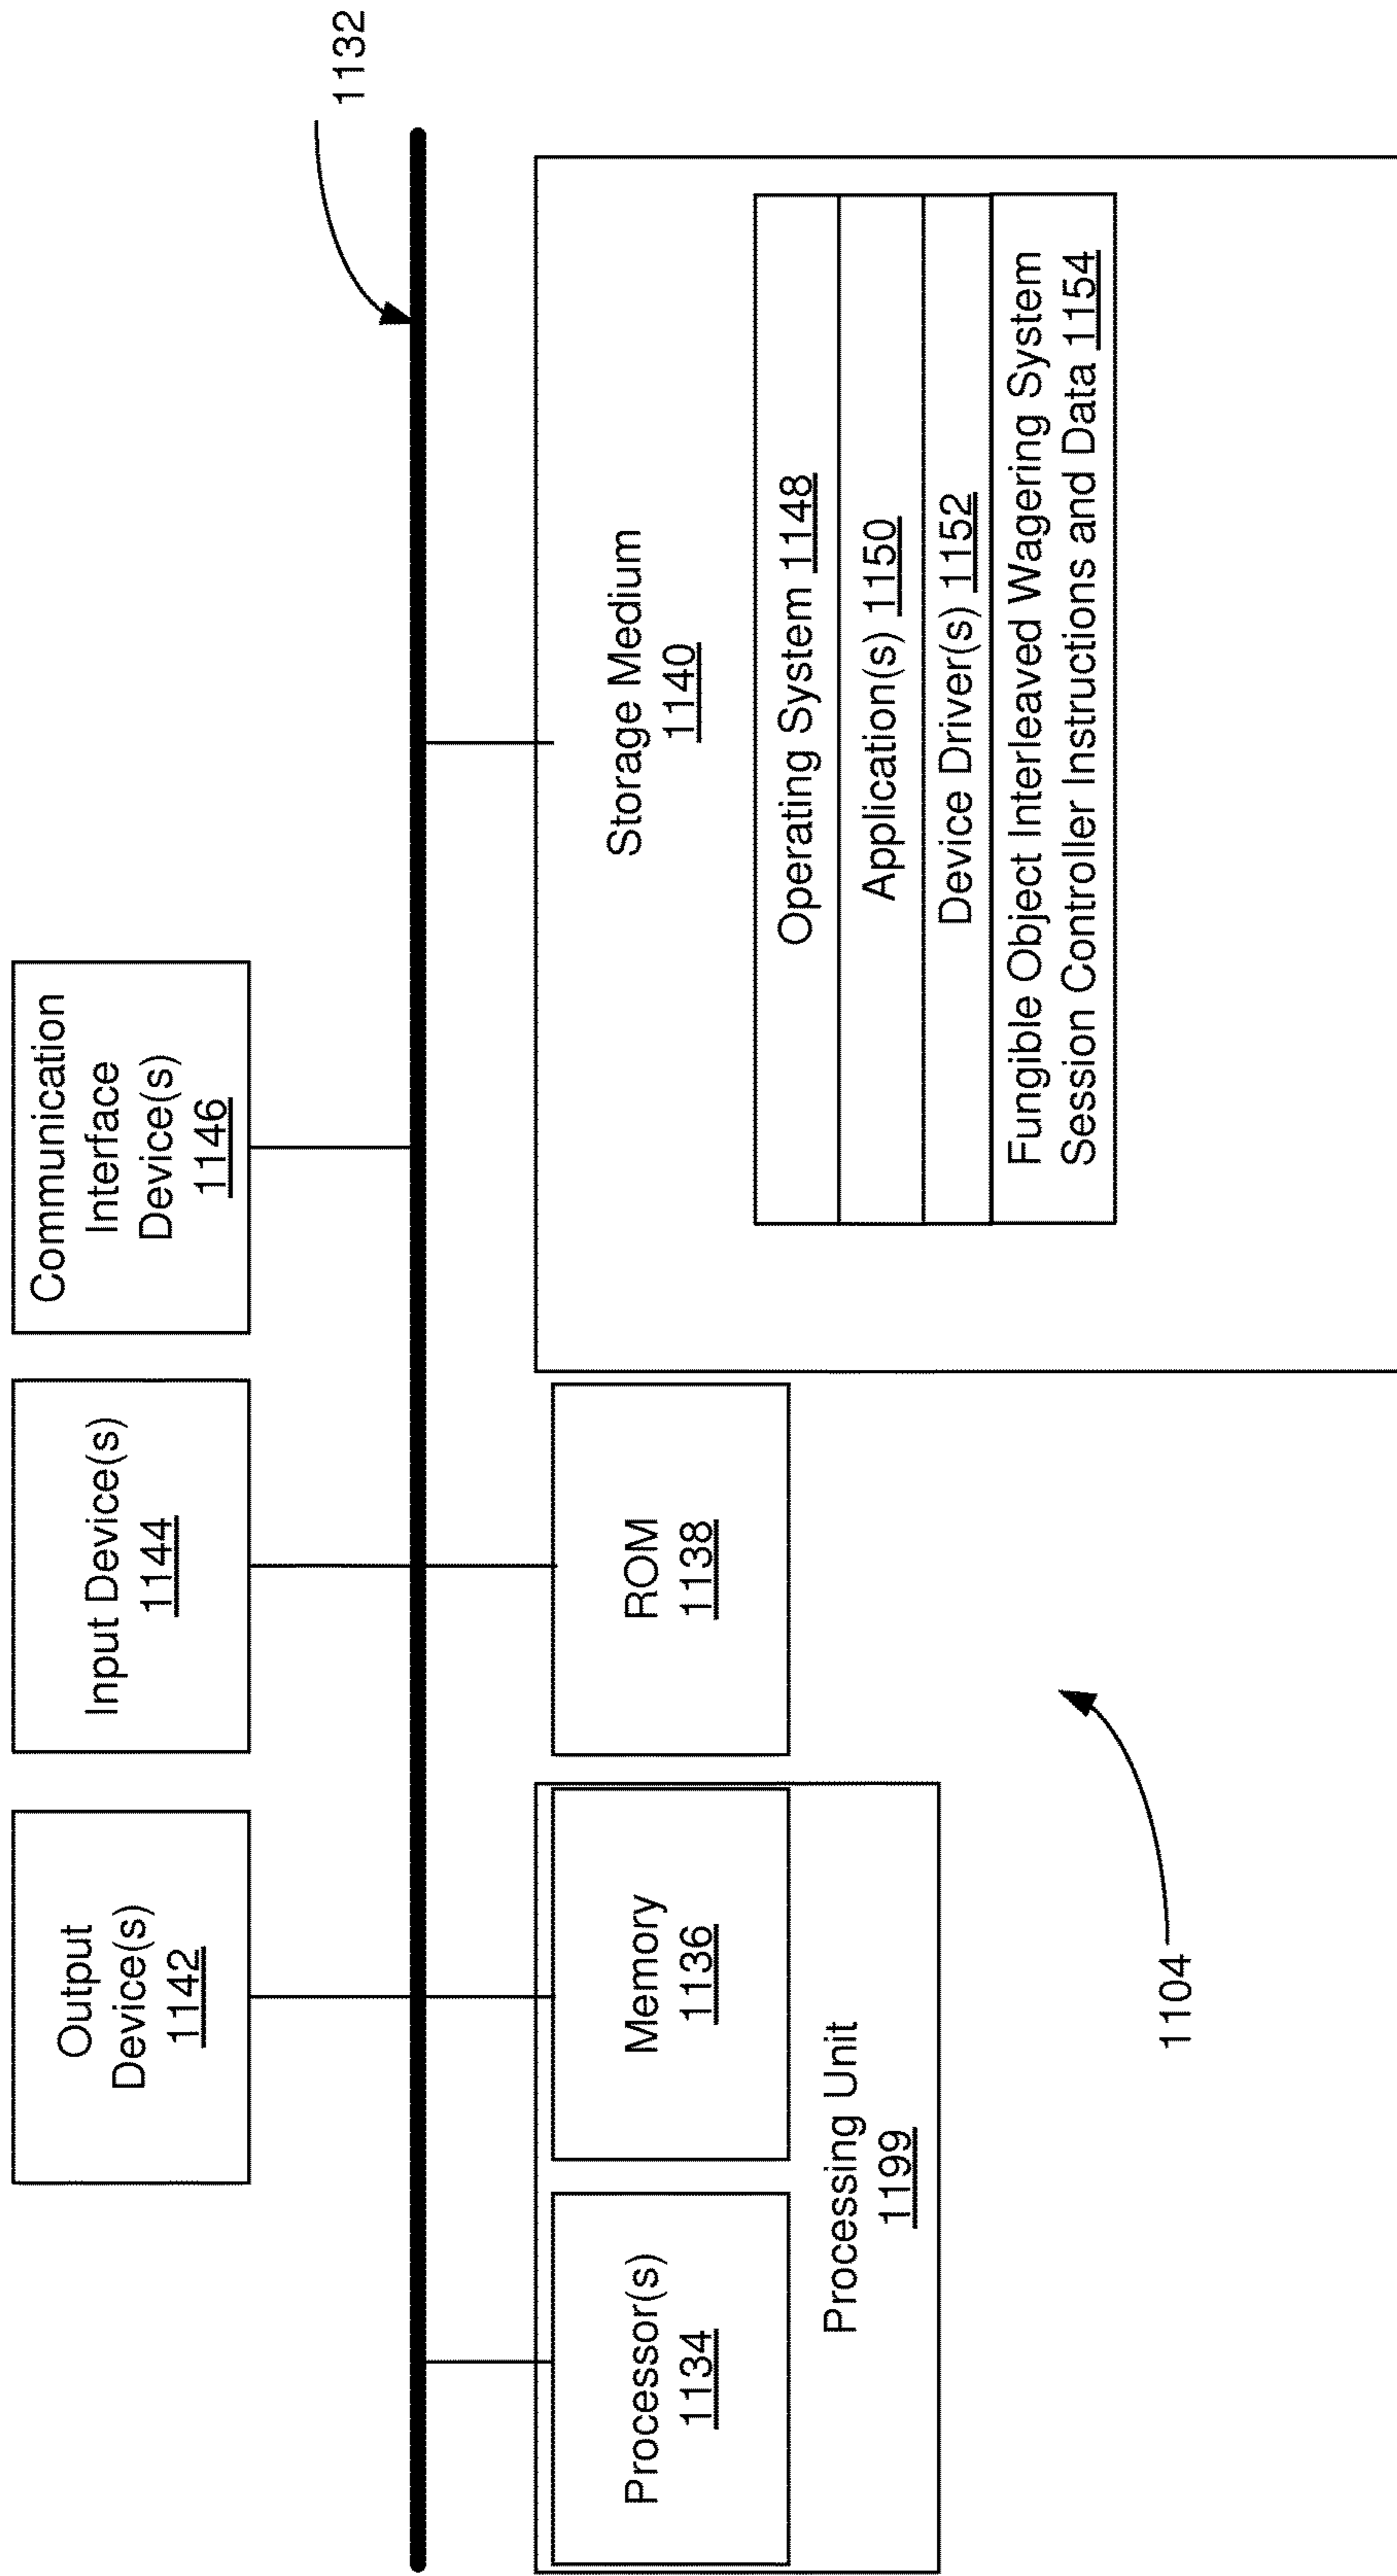 1132
Output
Device(s)
1142
Input Device(s)
1144
Communication
Interface
Device(s)
1146
Processor(s)
1134
Memory
1136
Processing Unit
1199
ROM
1138
Storage Medium
1140
Operating System 1148
Application(s) 1150
Device Driver(s) 1152
Fungible Object Interleaved Wagering System
Session Controller Instructions and Data 1154
1104